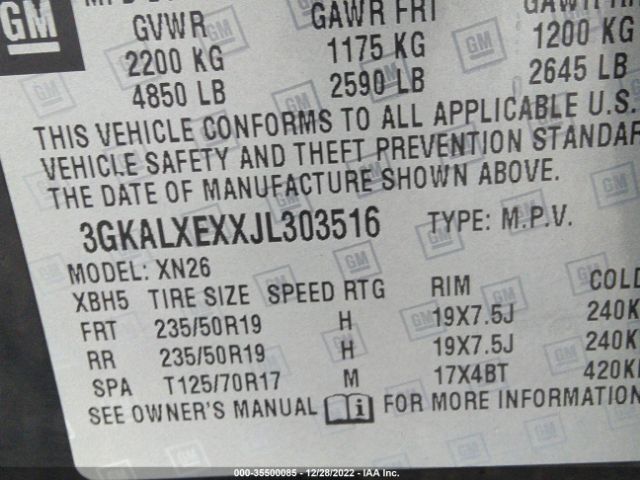 GM
GVWR GAWR FRT
2200 KG 1175 KG 1200 KG
4850 LB 2590 LB 2645 LB
THIS VEHICLE CONFORMS TO ALL APPLICABLE U.S.
VEHICLE SAFETY AND THEFT PREVENTION STANDAR
THE DATE OF MANUFACTURE SHOWN ABOVE.
3GKALXEXXJL303516 TYPE: M.P.V.
MODEL: XN26
XBH5 TIRE SIZE SPEED RTG RIM COLD
FRT 235/50R19 H 19X7.5J 240K
RR 235/50R19 H 19X7.5J 240K
SPA T125/70R17 M 17X4BT 420K
SEE OWNER'S MANUAL i FOR MORE INFORMATION
000-35500085 - 12/28/2022 - IAA Inc.